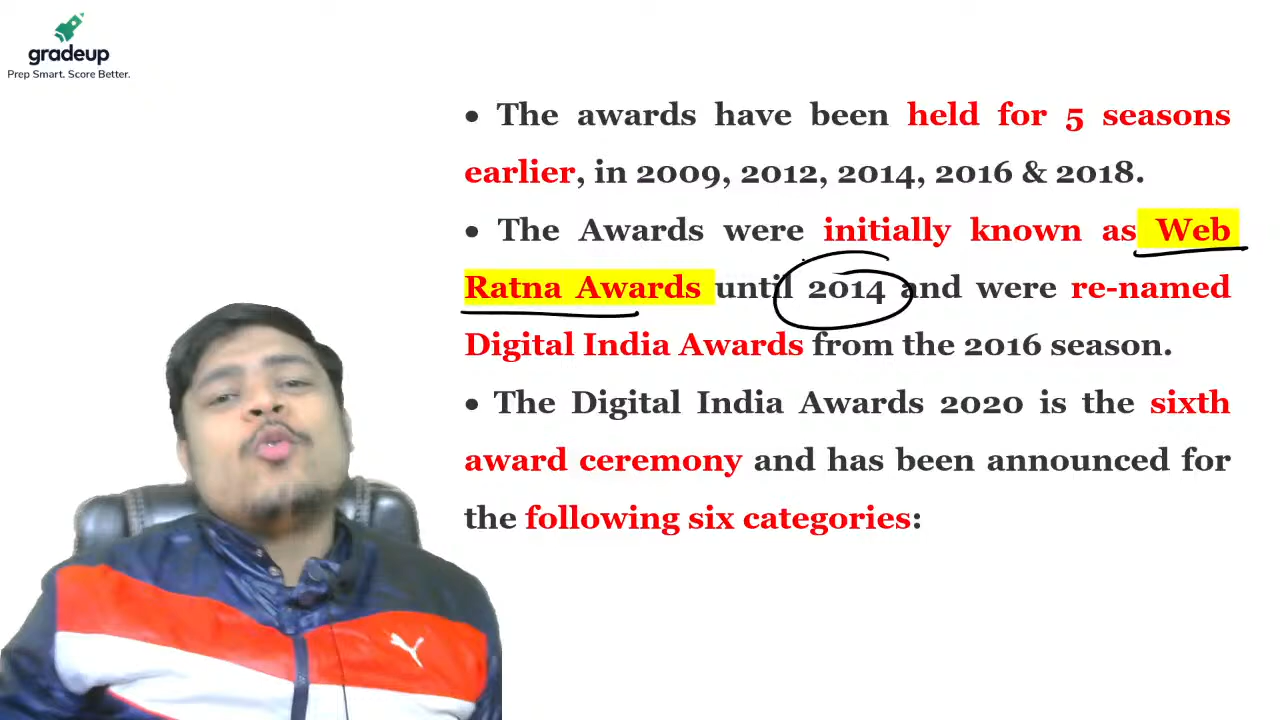 gradeup
Prep Smart. Score Better.
• The awards have been held for 5 seasons
earlier, in 2009, 2012, 2014, 2016 & 2018.
• The Awards were initially known as Web
Ratna Awards until 2014 and were re-named
Digital India Awards from the 2016 season.
• The Digital India Awards 2020 is the sixth
award ceremony and has been announced for
the following six categories: